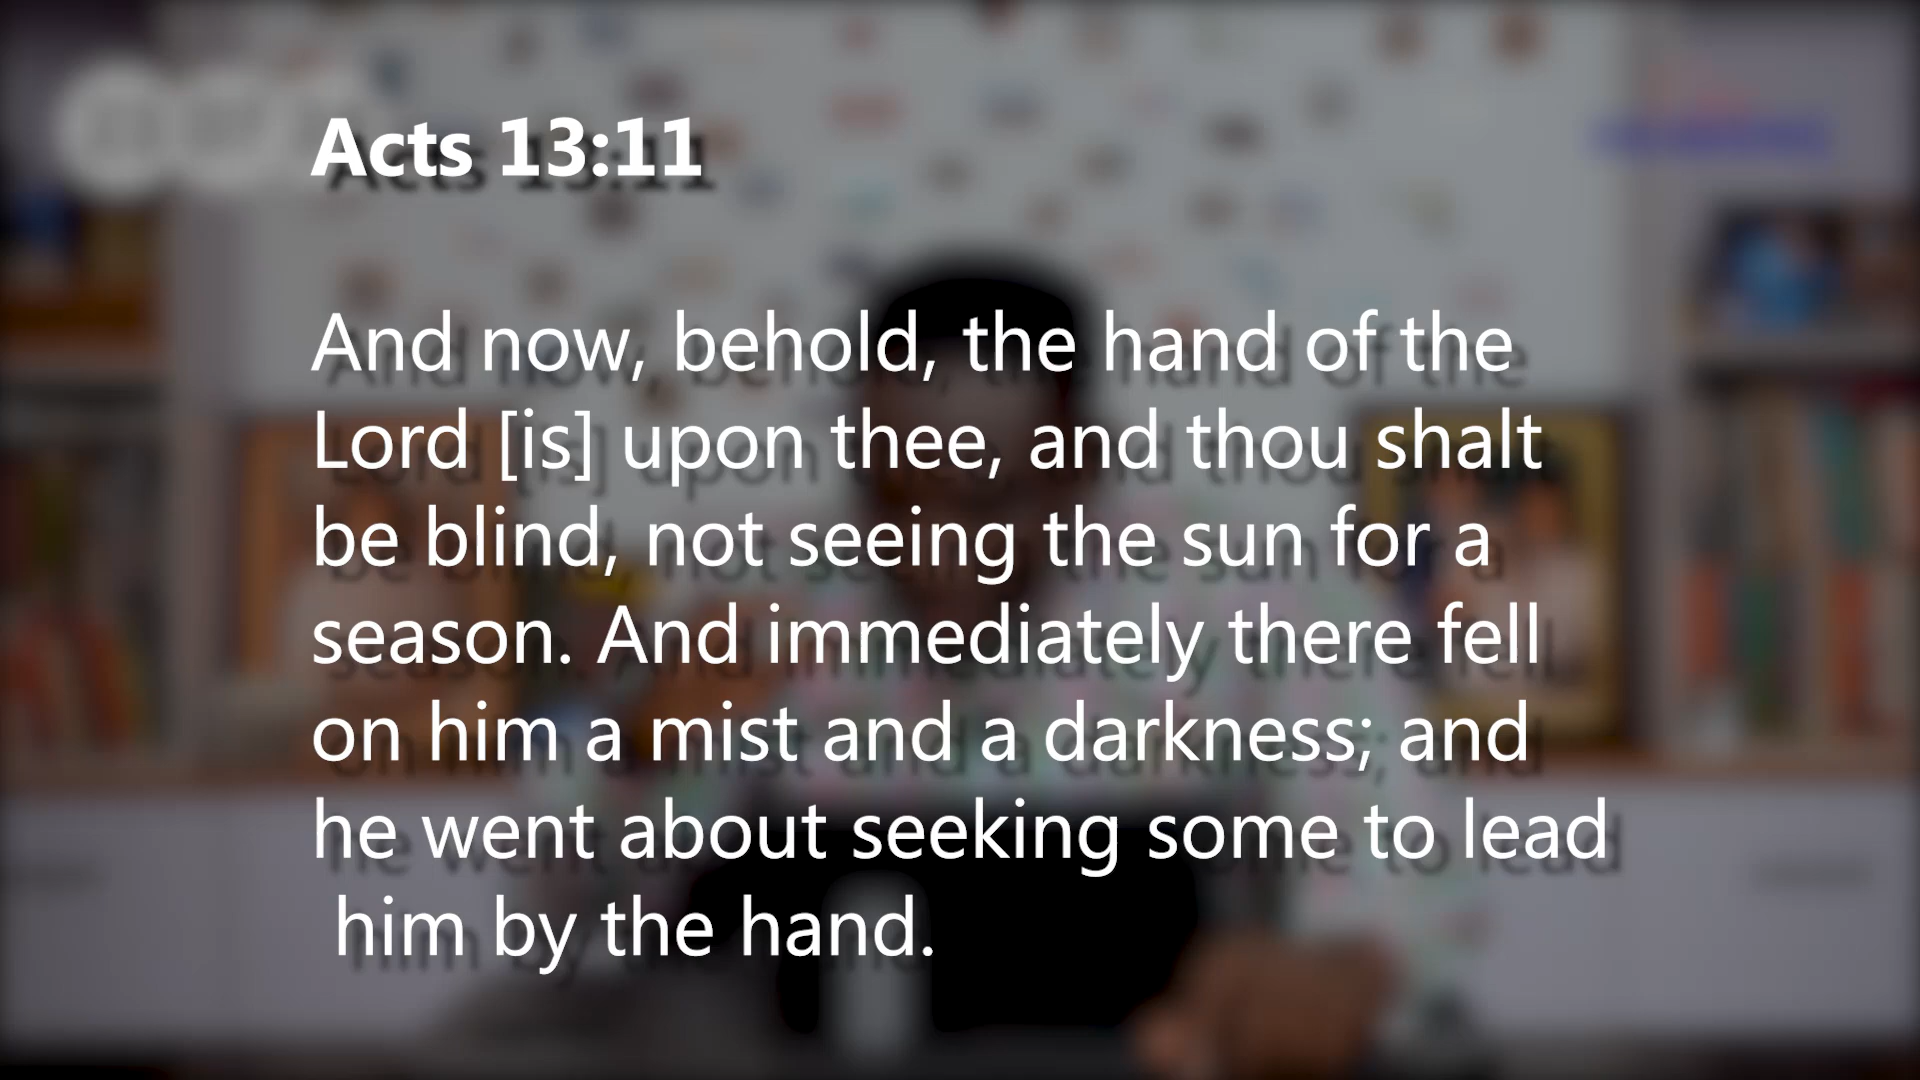 Acts 13:11
And now, behold, the hand of the
Lord [is] upon thee, and thou shalt
be blind, not seeing the sun for a
season. And immediately there fell
on him a mist and a darkness; and
he went about seeking some to lead
him by the hand.